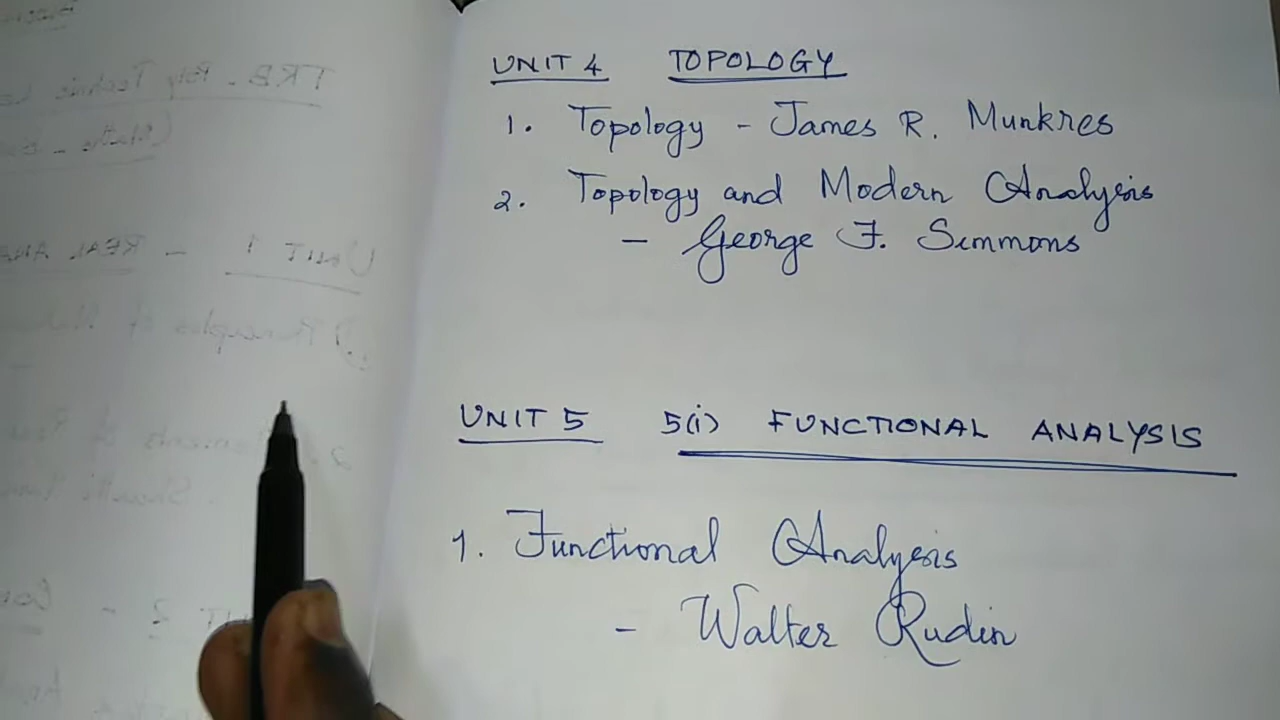 UNIT 4 TOPOLOGY
1. Topology - James R. Munkres
2. Topology and Modern Analysis
- George F. Simmons
UNIT 5 5(i) FUNCTIONAL ANALYSIS
1. Functional Analysis
- Walter Rudin